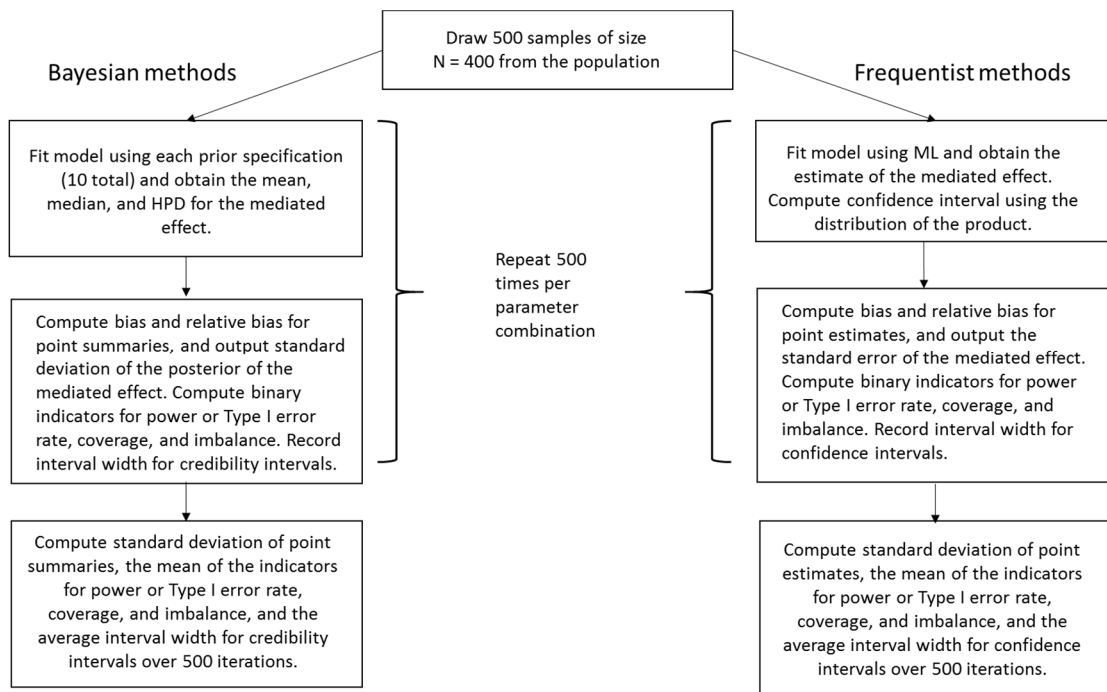 Draw 500 samples of size
N = 400 from the population
Bayesian methods
Frequentist methods
Fit model using each prior specification
(10 total) and obtain the mean,
median, and HPD for the mediated
effect.
Fit model using ML and obtain the
estimate of the mediated effect.
Compute confidence interval using the
distribution of the product.
Repeat 500
times per
parameter
combination
Compute bias and relative bias for
point summaries, and output standard
deviation of the posterior of the
mediated effect. Compute binary
indicators for power or Type I error
rate, coverage, and imbalance. Record
interval width for credibility intervals.
Compute bias and relative bias for
point estimates, and output the
standard error of the mediated effect.
Compute binary indicators for power
or Type I error rate, coverage, and
imbalance. Record interval width for
confidence intervals.
Compute standard deviation of point
summaries, the mean of the indicators
for power or Type I error rate,
coverage, and imbalance, and the
average interval width for credibility
intervals over 500 iterations.
Compute standard deviation of point
estimates, the mean of the indicators
for power or Type I error rate,
coverage, and imbalance, and the
average interval width for confidence
intervals over 500 iterations.